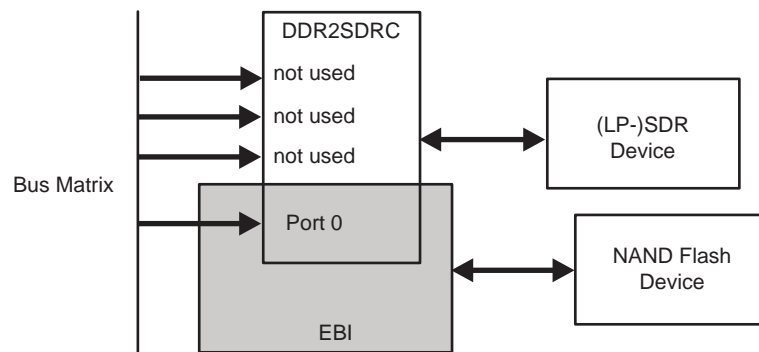 DDR2SDRC
not used
not used
not used
Bus Matrix
Port 0
EBI
(LP-)SDR
Device
NAND Flash
Device